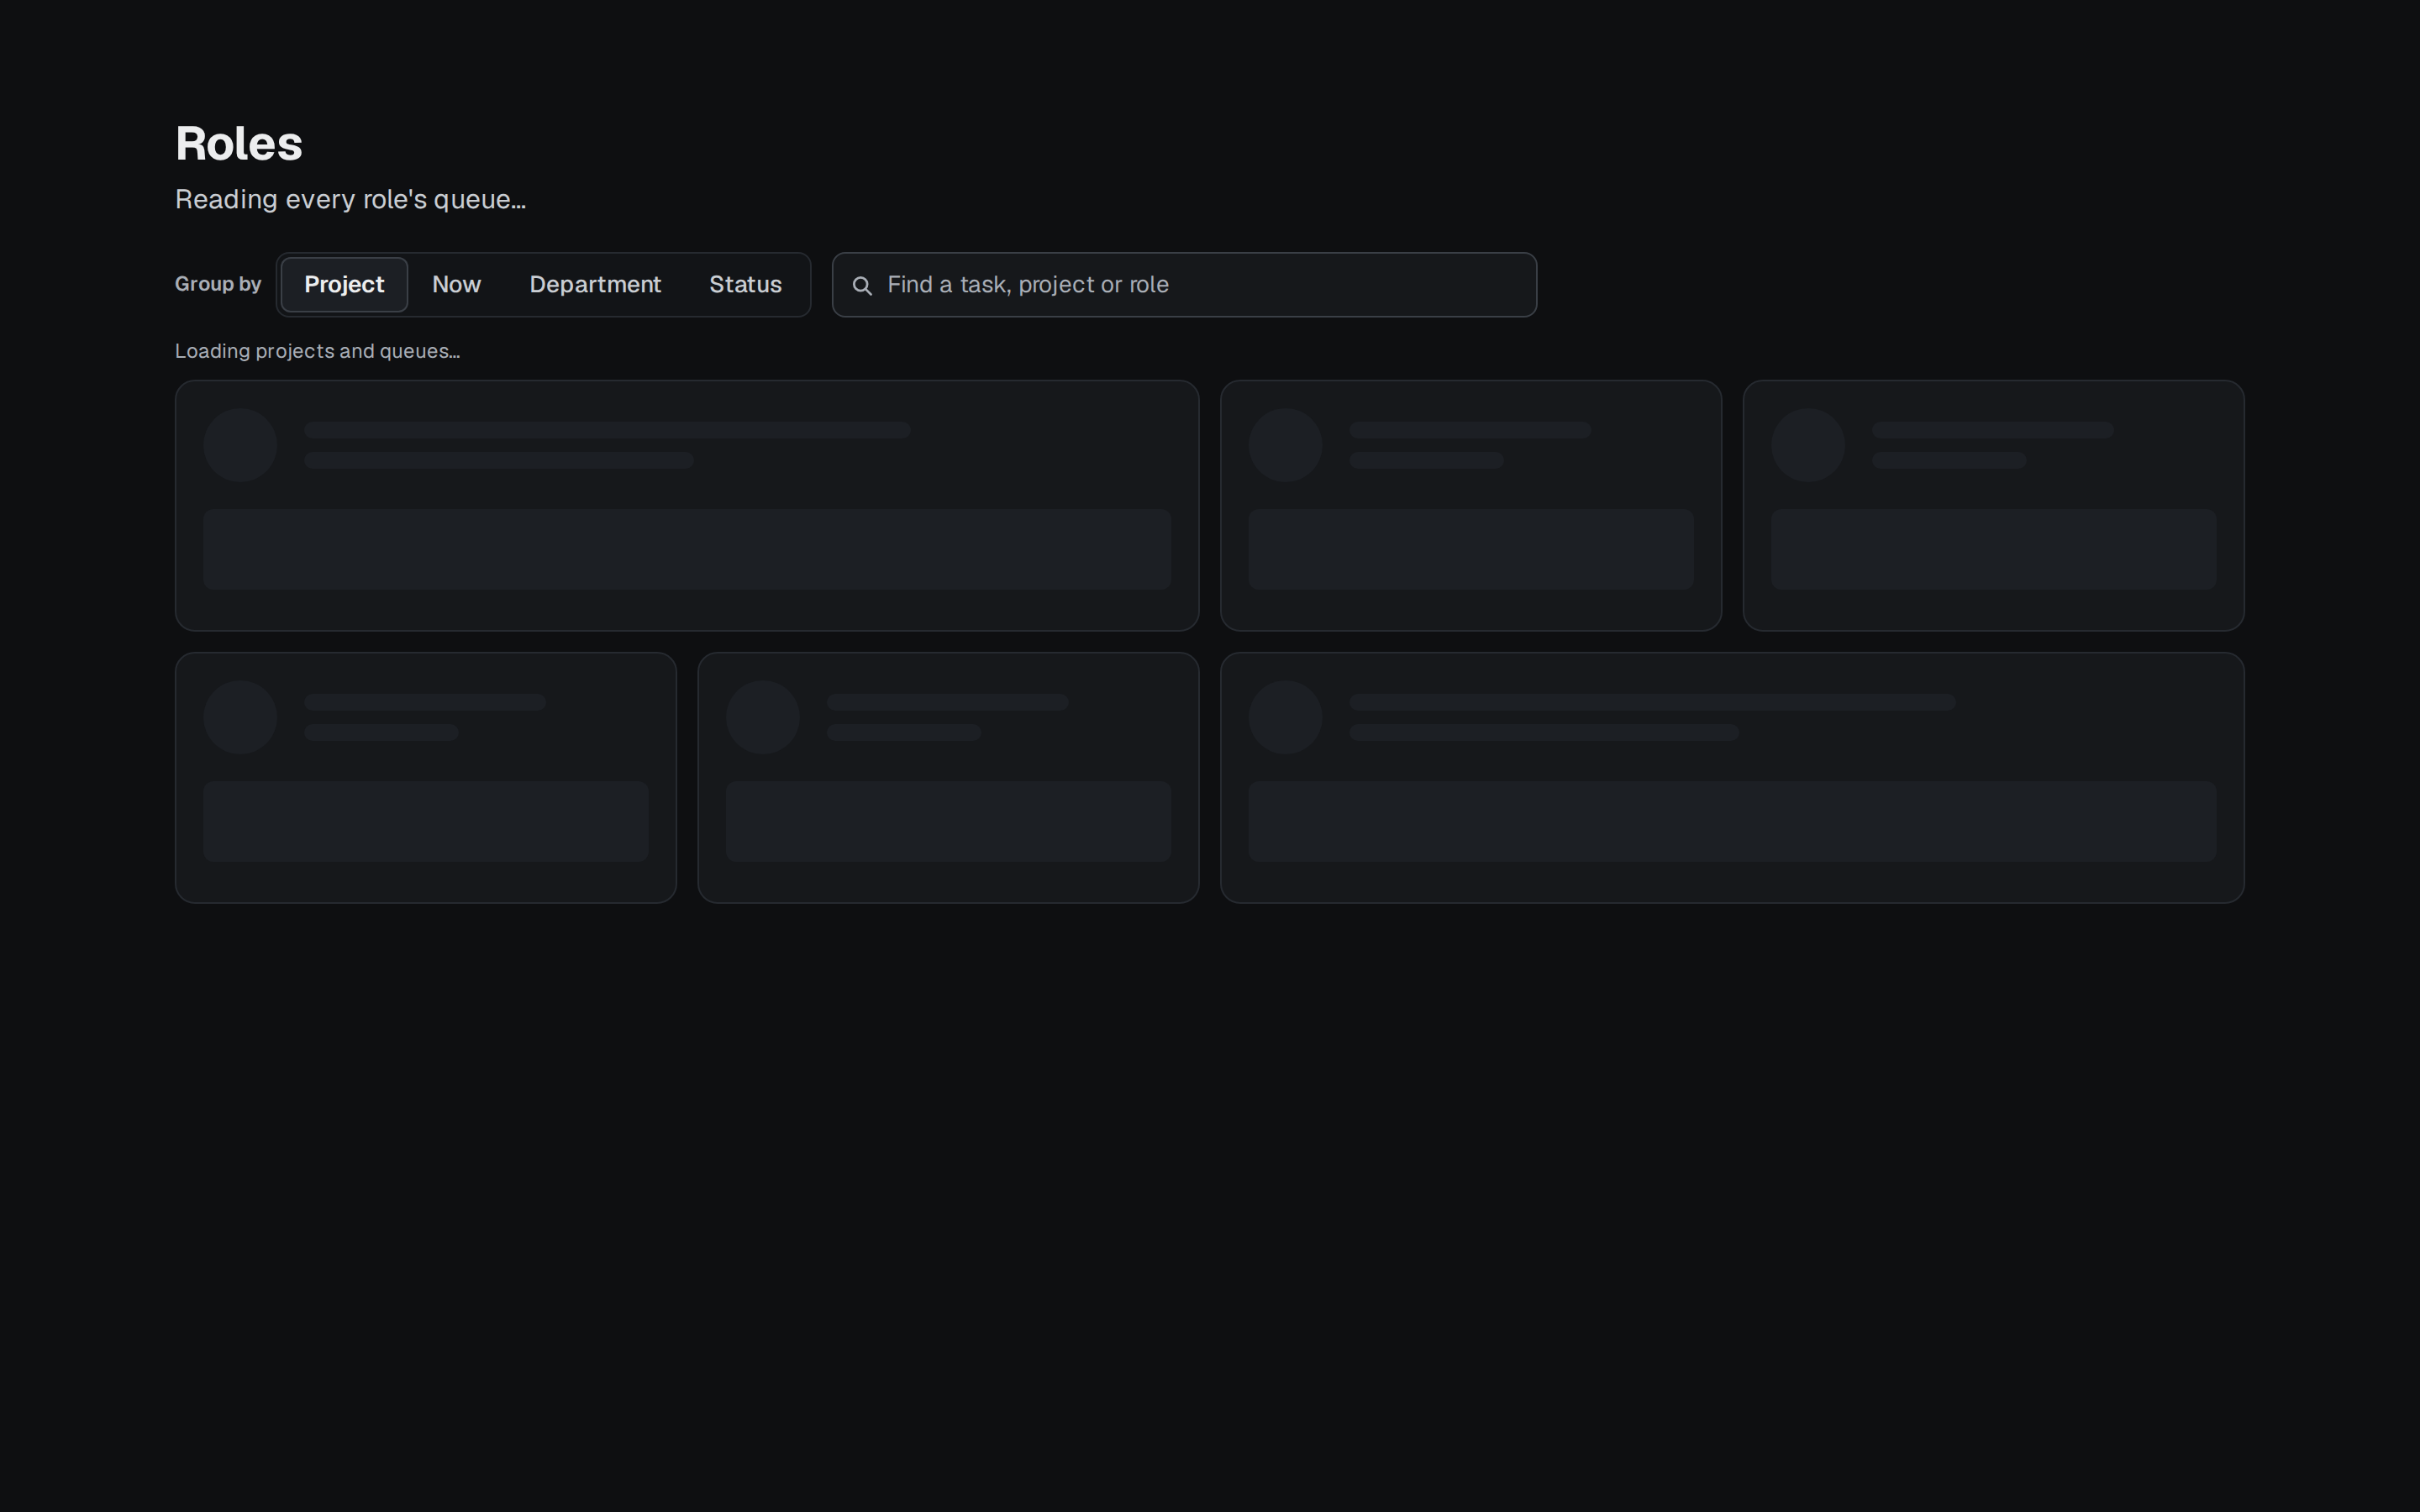 Roles
Reading every role's queue…
Group by
Project
Now
Department
Status
Find a task, project or role
Loading projects and queues…